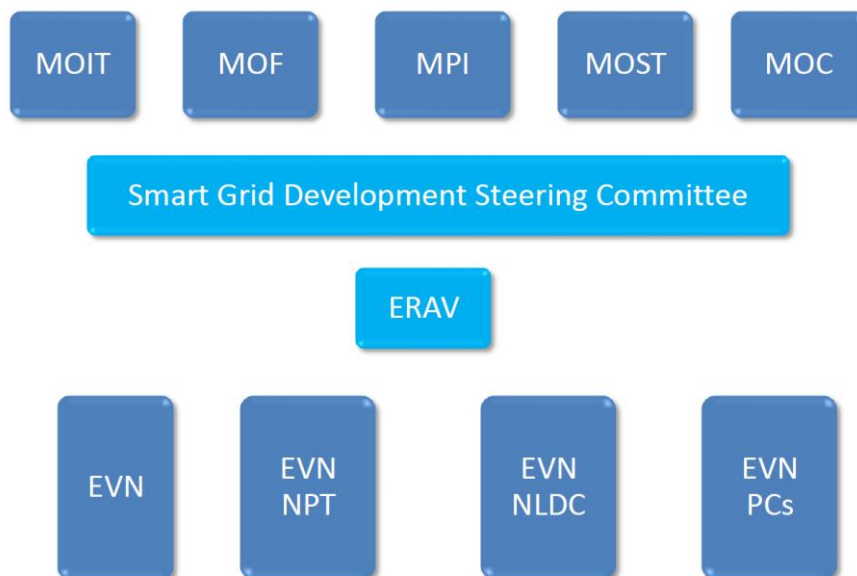 MOIT
MOF
MPI
MOST
MOC
Smart Grid Development Steering Committee
ERAV
EVN
EVN
NPT
EVN
NLDC
EVN
PCs